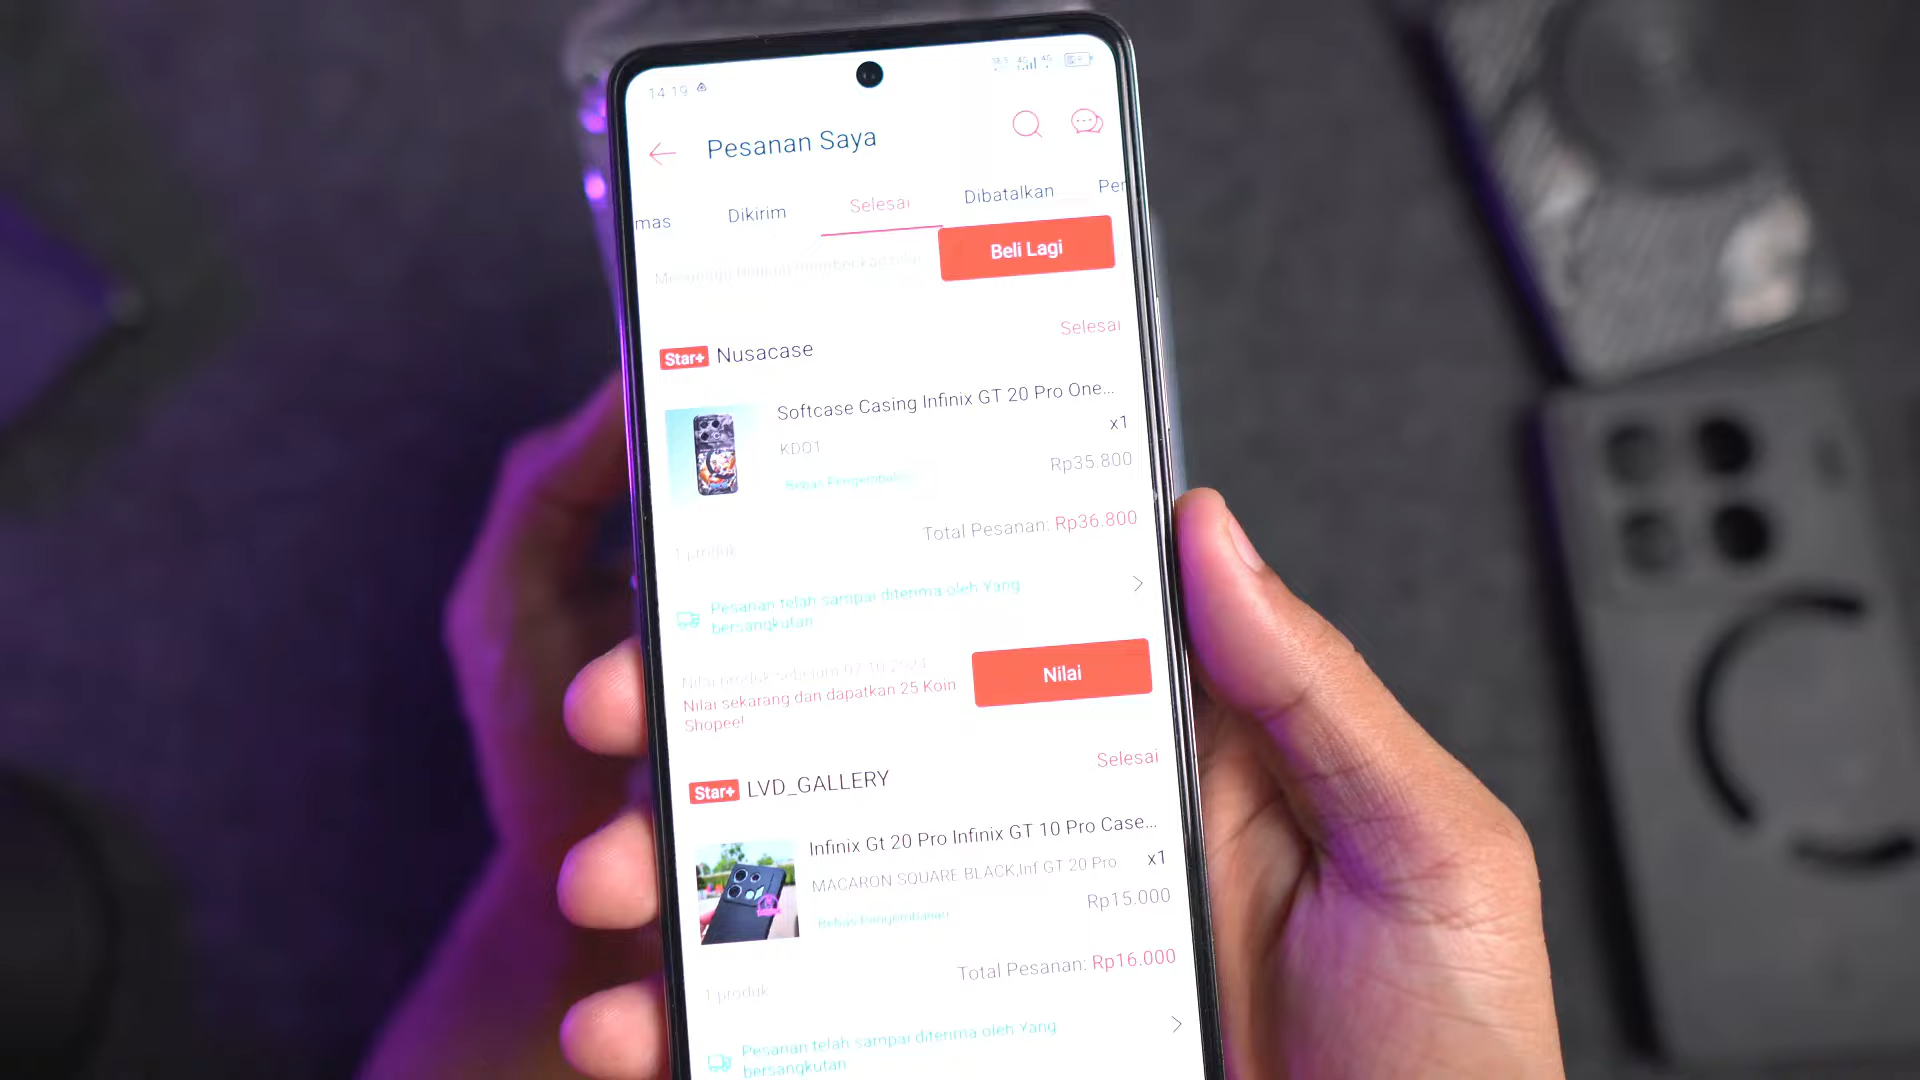 14 19
Pesanan Saya
mas Dikirim Selesai Dibatalkan Per
Beli Lagi
Star+ Nusacase Selesai
Softcase Casing Infinix GT 20 Pro One...
KD01 x1
Rp35.800
Bebas Pengembalian
Total Pesanan: Rp36.800
1 produk
Pesanan telah sampai diterima oleh Yang
bersangkutan
Nilai produk sebelum 02.10.2024
Nilai sekarang dan dapatkan 25 Koin
Shopee!
Nilai
Star+ LVD_GALLERY Selesai
Infinix Gt 20 Pro Infinix GT 10 Pro Case...
MACARON SQUARE BLACK,Inf GT 20 Pro x1
Rp15.000
Bebas Pengembalian
Total Pesanan: Rp16.000
1 produk
Pesanan telah sampai diterima oleh Yang
bersangkutan